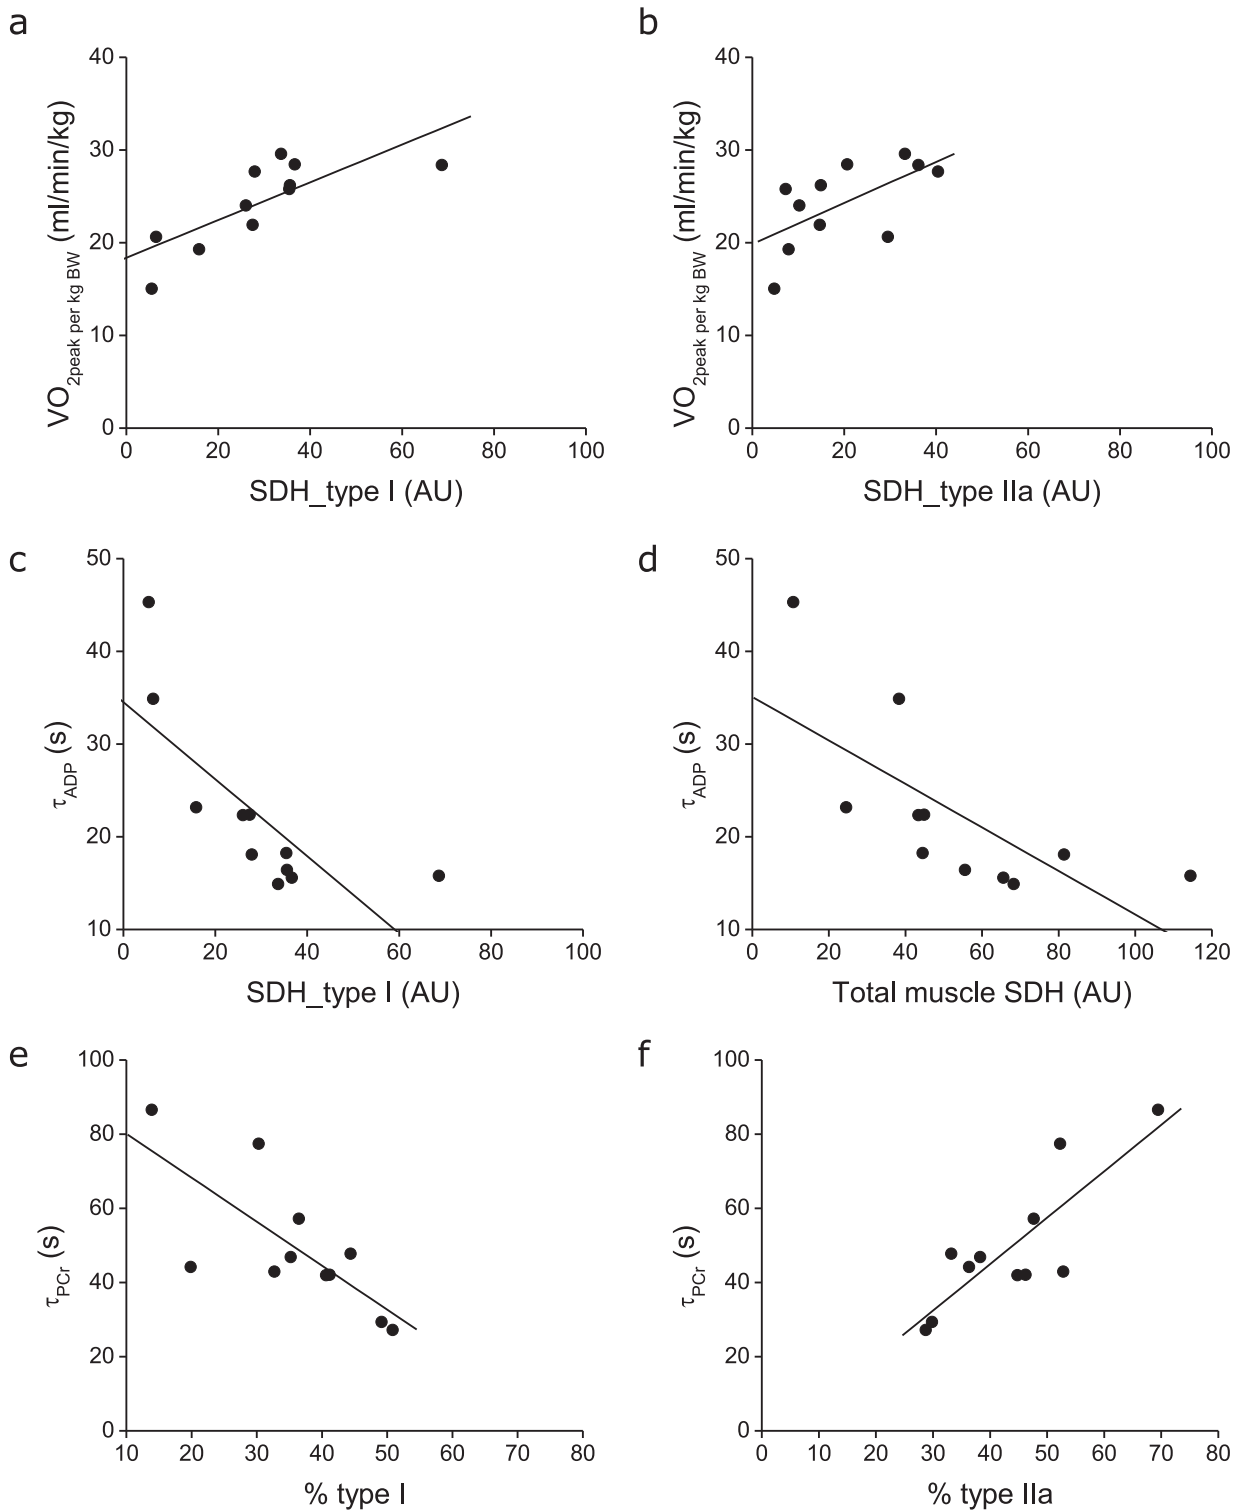 a
b
40
30
20
10
0
VO2peak per kg BW (ml/min/kg)
0 20 40 60 80 100
SDH_type I (AU)
40
30
20
10
0
VO2peak per kg BW (ml/min/kg)
0 20 40 60 80 100
SDH_type IIa (AU)
c
d
50
40
30
20
10
τADP (s)
0 20 40 60 80 100
SDH_type I (AU)
50
40
30
20
10
τADP (s)
0 20 40 60 80 100 120
Total muscle SDH (AU)
e
f
100
80
60
40
20
0
τPCr (s)
10 20 30 40 50 60 70 80
% type I
100
80
60
40
20
0
τPCr (s)
0 10 20 30 40 50 60 70 80
% type IIa